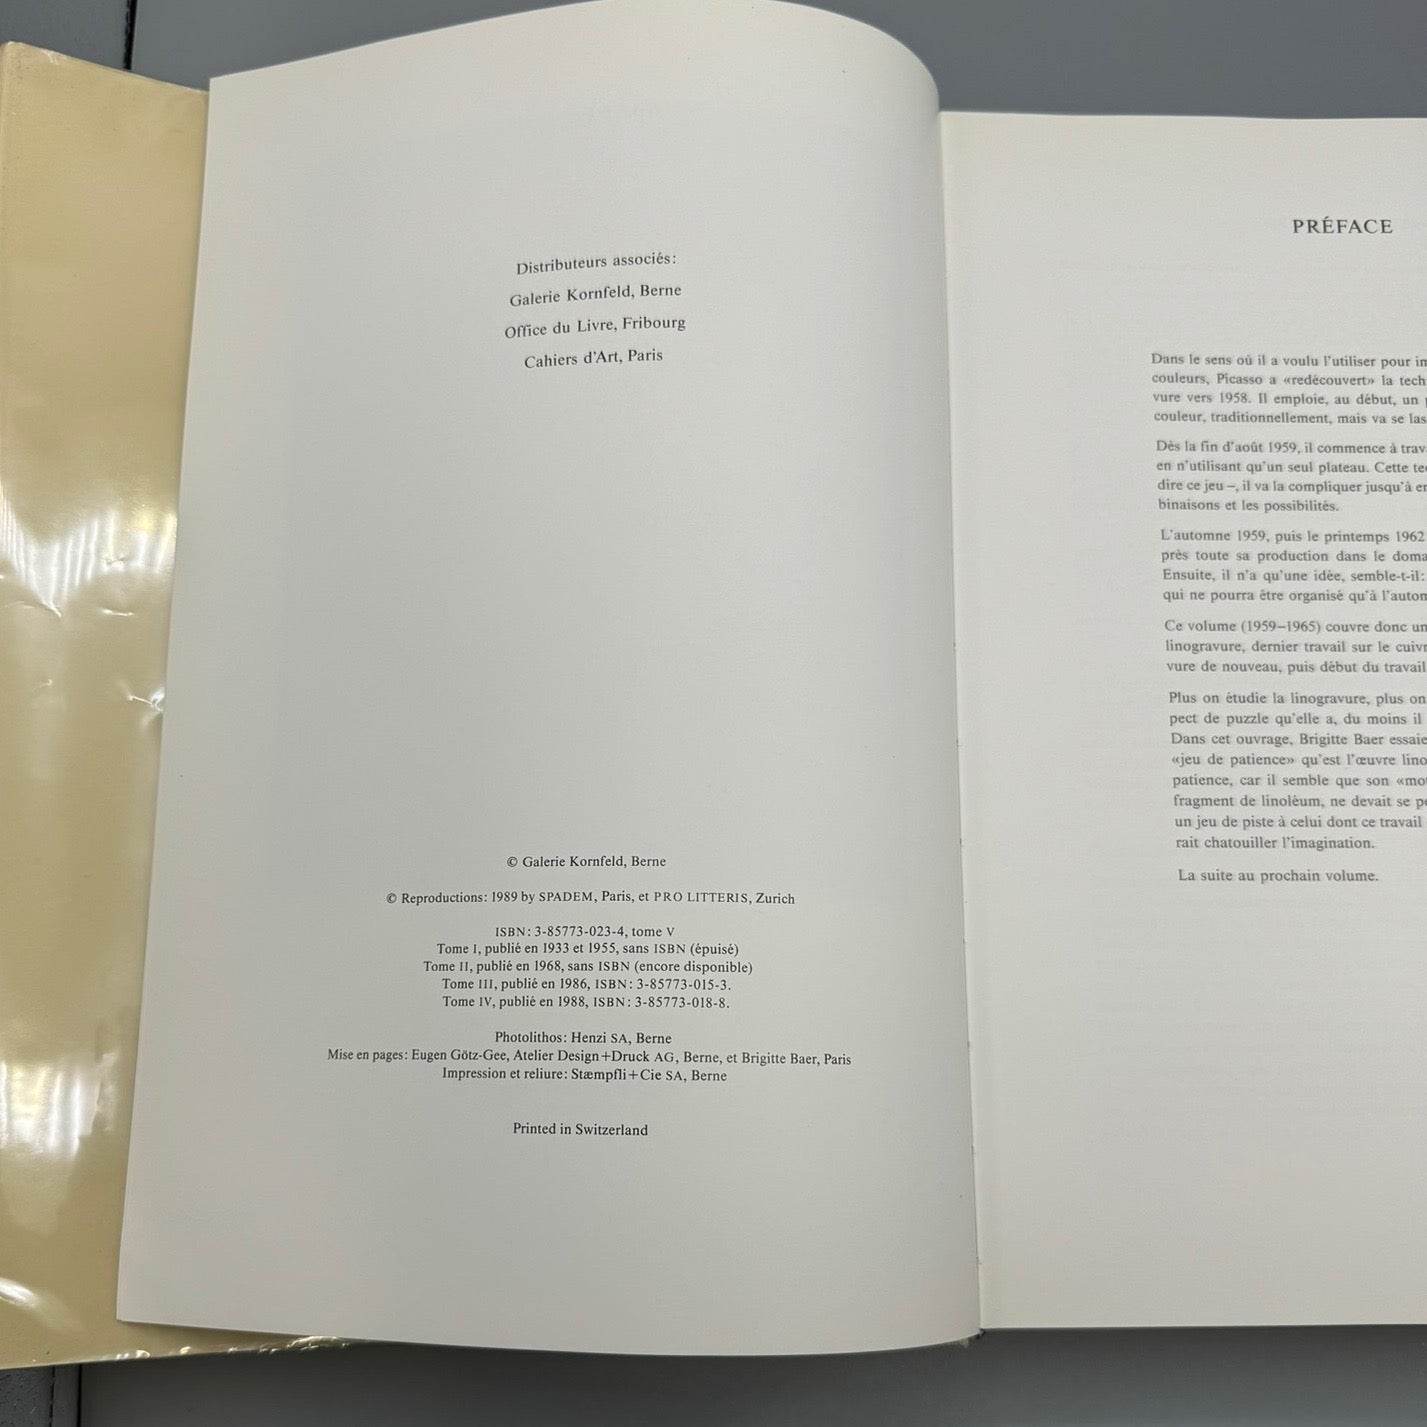 Distributeurs associés:
Galerie Kornfeld, Berne
Office du Livre, Fribourg
Cahiers d'Art, Paris
© Galerie Kornfeld, Berne
© Reproductions: 1989 by SPADEM, Paris, et PRO LITTERIS, Zurich
ISBN: 3-85773-023-4, tome V
Tome I, publié en 1933 et 1955, sans ISBN (épuisé)
Tome II, publié en 1968, sans ISBN (encore disponible)
Tome III, publié en 1986, ISBN: 3-85773-015-3.
Tome IV, publié en 1988, ISBN: 3-85773-018-8.
Photolithos: Henzi SA, Berne
Mise en pages: Eugen Götz-Gee, Atelier Design+Druck AG, Berne, et Brigitte Baer, Paris
Impression et reliure: Stæmpfli+Cie SA, Berne
Printed in Switzerland
PRÉFACE
Dans le sens où il a voulu l'utiliser pour
couleurs, Picasso a «redécouvert» la tech
vure vers 1958. Il emploie, au début, un
couleur, traditionnellement, mais va se las
Dès la fin d'août 1959, il commence à trav
en n'utilisant qu'un seul plateau. Cette te
dire ce jeu –, il va la compliquer jusqu'à
binaisons et les possibilités.
L'automne 1959, puis le printemps 1962
près toute sa production dans le doma
Ensuite, il n'a qu'une idée, semble-t-il:
qui ne pourra être organisé qu'à l'autom
Ce volume (1959–1965) couvre donc un
linogravure, dernier travail sur le cuivr
vure de nouveau, puis début du travail
Plus on étudie la linogravure, plus on
pect de puzzle qu'elle a, du moins il
Dans cet ouvrage, Brigitte Baer essaie
«jeu de patience» qu'est l'œuvre lino
patience, car il semble que son «mo
fragment de linoléum, ne devait se p
un jeu de piste à celui dont ce travail
rait chatouiller l'imagination.
La suite au prochain volume.